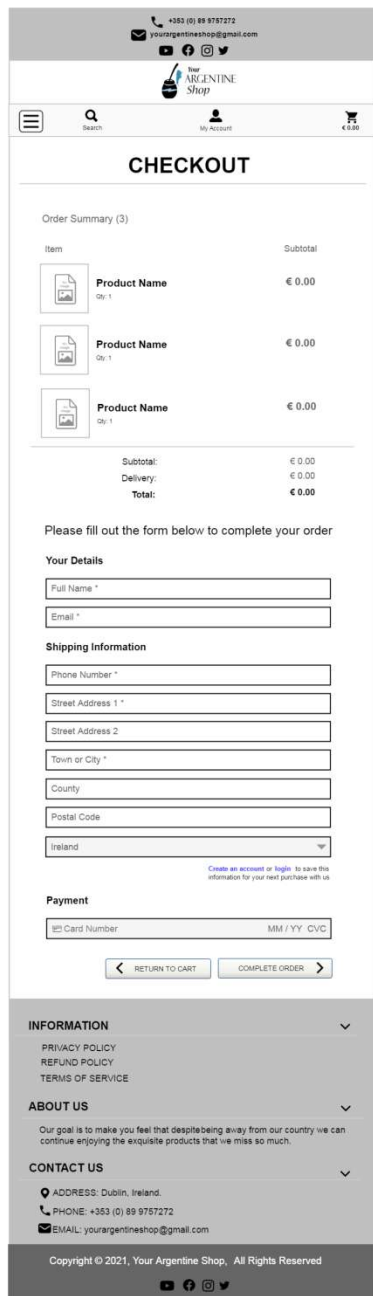 +353 (0) 89 9757272
yourargentineshop@gmail.com
Your
ARGENTINE
Shop
Search
My Account
€ 0.00
CHECKOUT
Order Summary (3)
Item Subtotal
Product Name € 0.00
Qty: 1
Product Name € 0.00
Qty: 1
Product Name € 0.00
Qty: 1
Subtotal: € 0.00
Delivery: € 0.00
Total: € 0.00
Please fill out the form below to complete your order
Your Details
Full Name *
Email *
Shipping Information
Phone Number *
Street Address 1 *
Street Address 2
Town or City *
County
Postal Code
Ireland
Create an account or login to save this
information for your next purchase with us
Payment
Card Number MM / YY CVC
RETURN TO CART COMPLETE ORDER
INFORMATION
PRIVACY POLICY
REFUND POLICY
TERMS OF SERVICE
ABOUT US
Our goal is to make you feel that despitebeing away from our country we can
continue enjoying the exquisite products that we miss so much.
CONTACT US
ADDRESS: Dublin, Ireland.
PHONE: +353 (0) 89 9757272
EMAIL: yourargentineshop@gmail.com
Copyright © 2021, Your Argentine Shop, All Rights Reserved